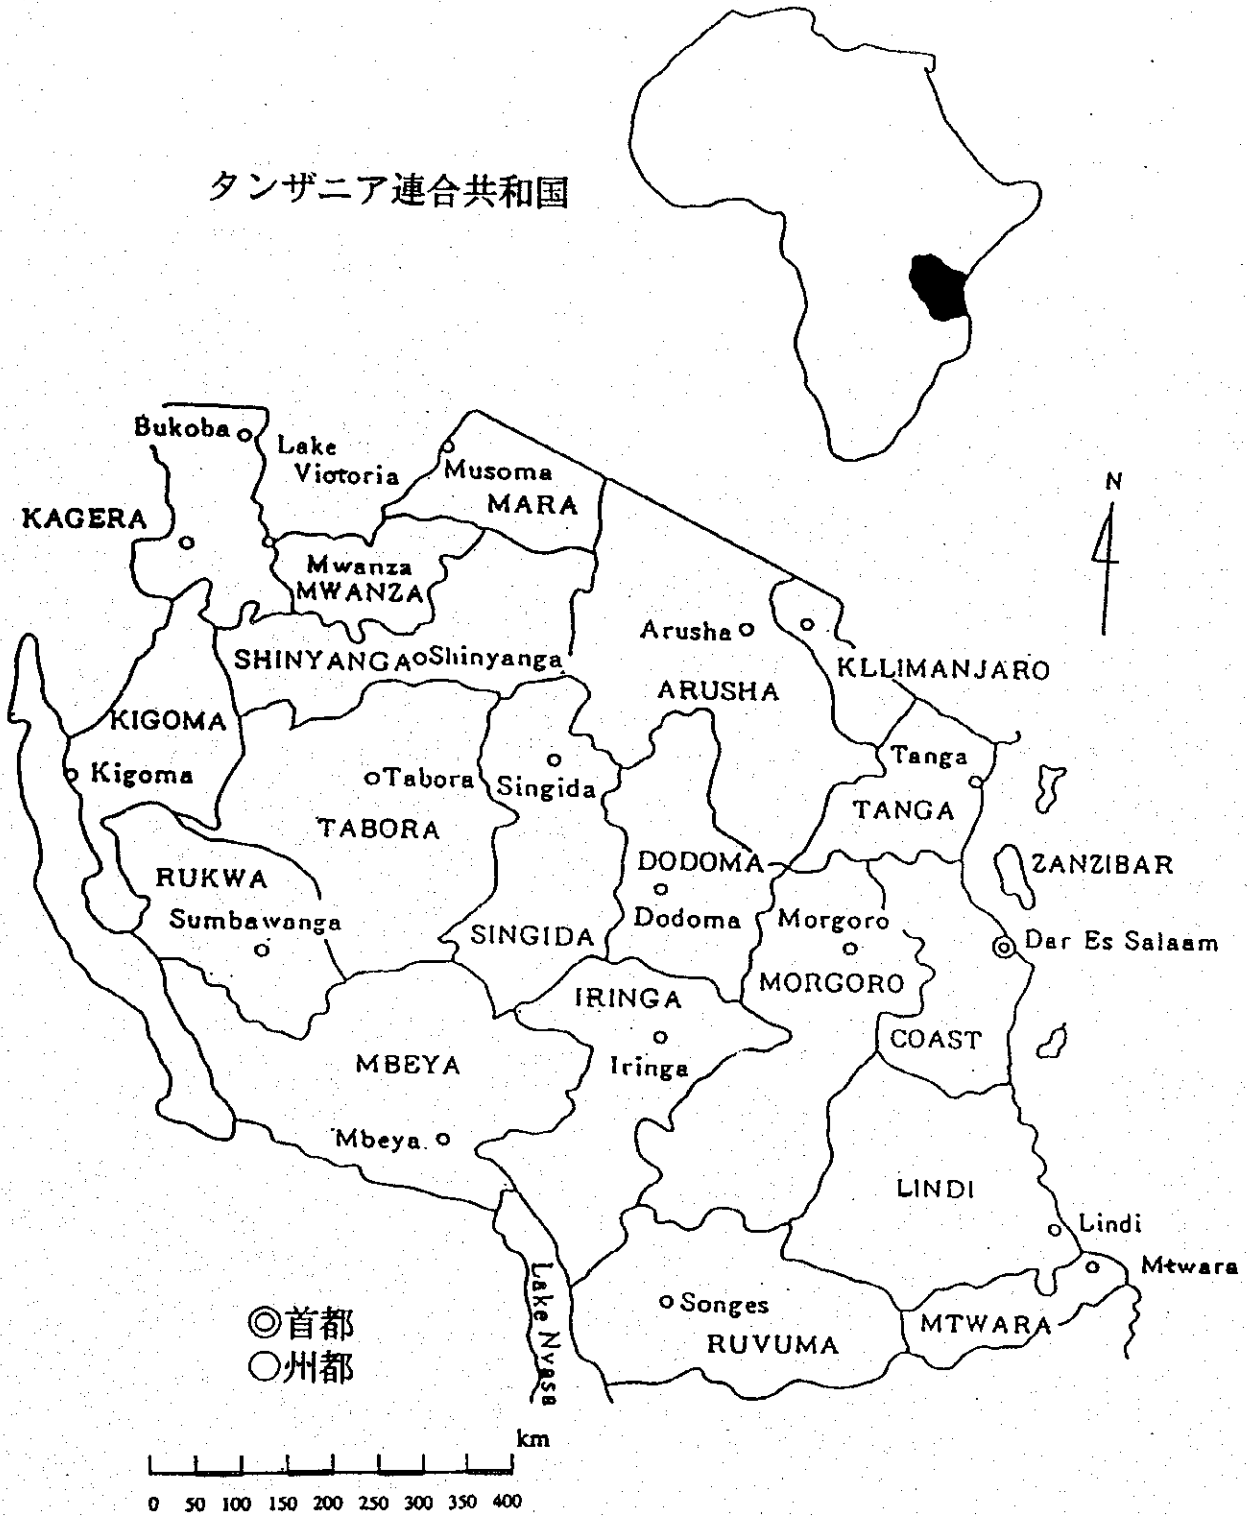 タンザニア連合共和国
Bukoba
Lake
Victoria
Musoma
MARA
N
KAGERA
Mwanza
MWANZA
Arusha
SHINYANGA Shinyanga
KLLIMANJARO
ARUSHA
KIGOMA
Kigoma
Tabora
Singida
Tanga
TANGA
TABORA
DODOMA
ZANZIBAR
RUKWA
Sumbawanga
SINGIDA
Dodoma
Morgoro
Dar Es Salaam
IRINGA
MORGORO
COAST
MBEYA
Iringa
Mbeya.
LINDI
Lindi
Mtwara
Lake Nyasa
Songes
RUVUMA
MTWARA
◎首都
○州都
km
0 50 100 150 200 250 300 350 400